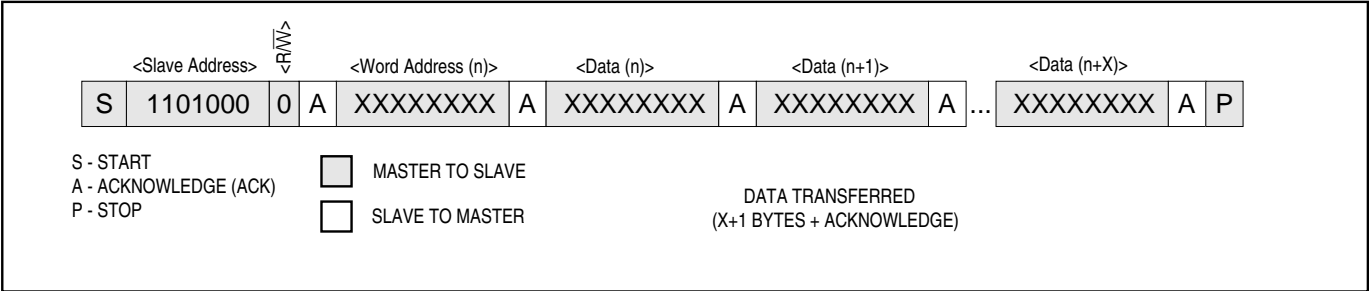 <R/W>
<Slave Address> <Word Address (n)> <Data (n)> <Data (n+1)> <Data (n+X)>
S 1101000 0 A XXXXXXXX A XXXXXXXX A XXXXXXXX A ... XXXXXXXX A P
S - START
A - ACKNOWLEDGE (ACK)
P - STOP
MASTER TO SLAVE
SLAVE TO MASTER
DATA TRANSFERRED
(X+1 BYTES + ACKNOWLEDGE)